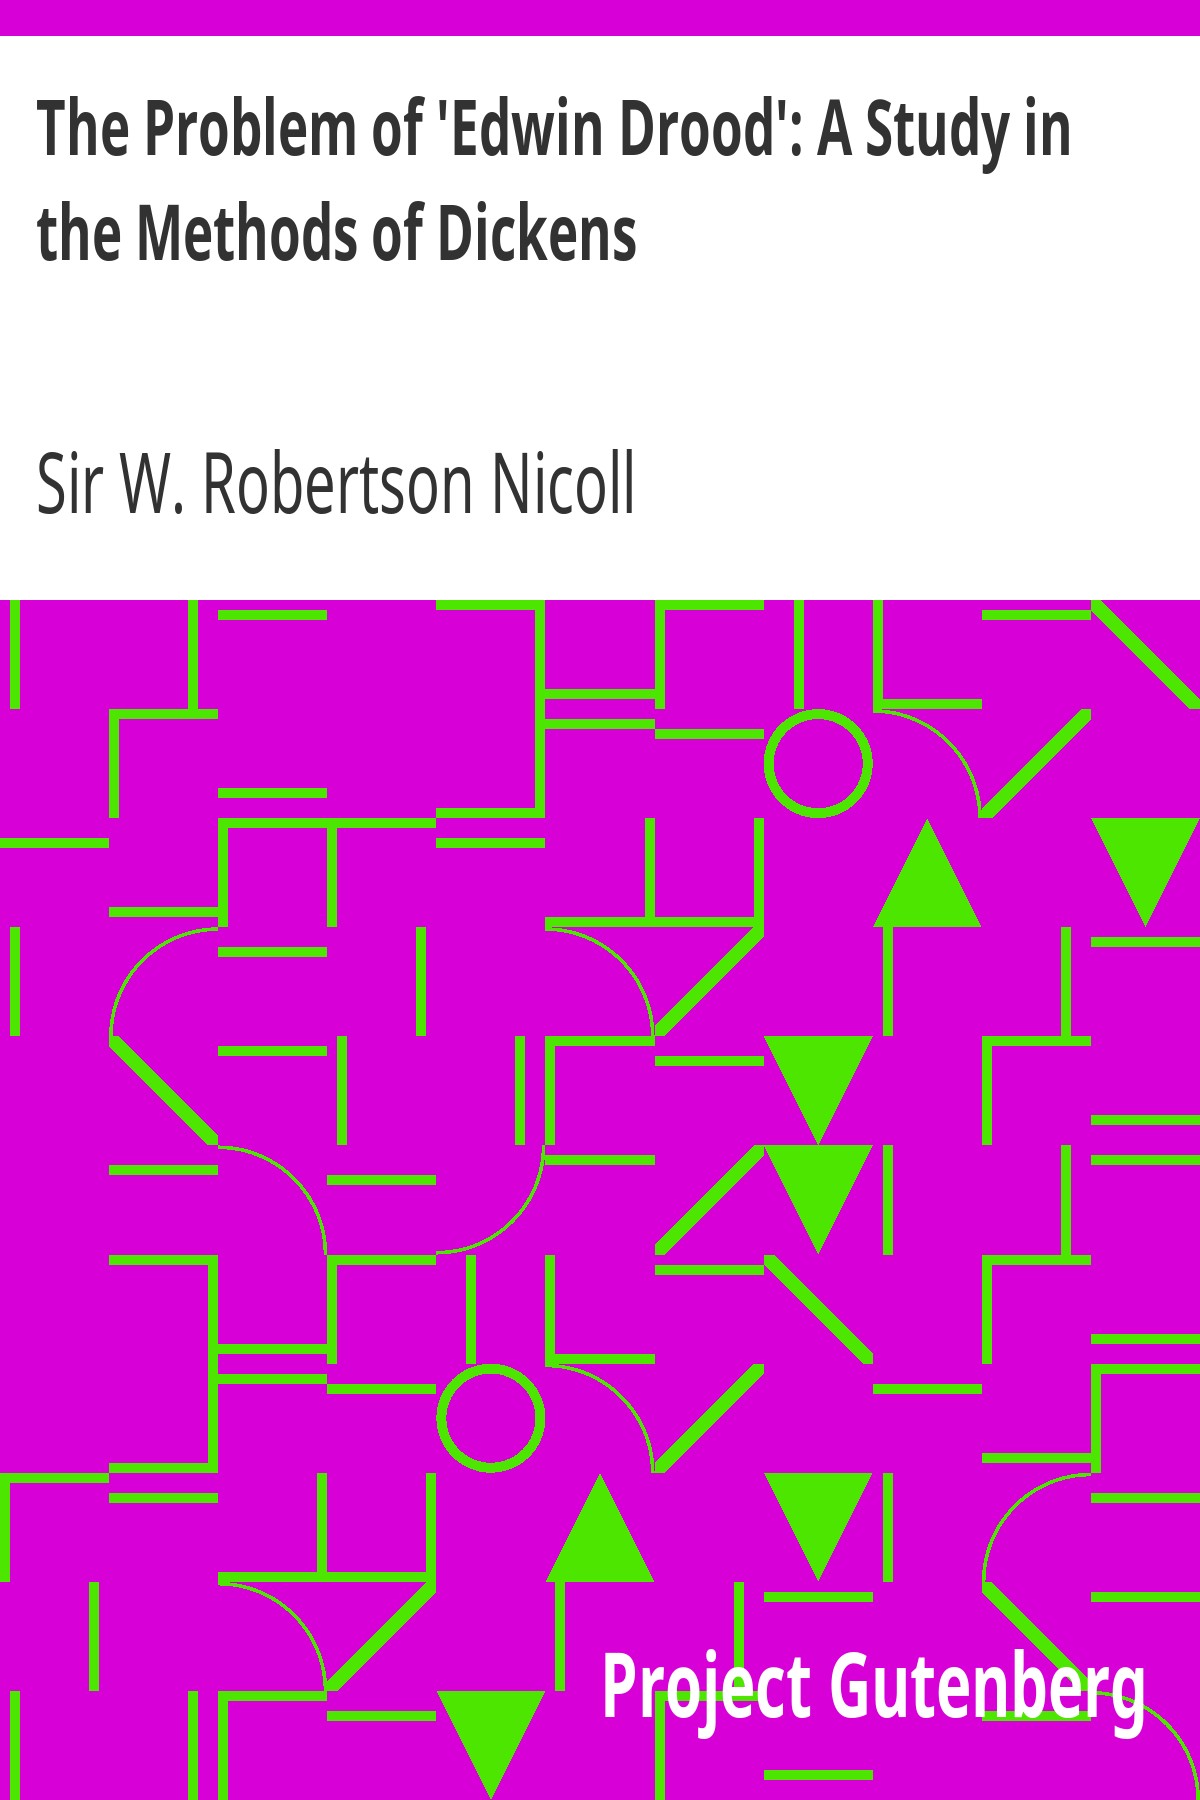 The Problem of 'Edwin Drood': A Study in
the Methods of Dickens
Sir W. Robertson Nicoll
Project Gutenberg